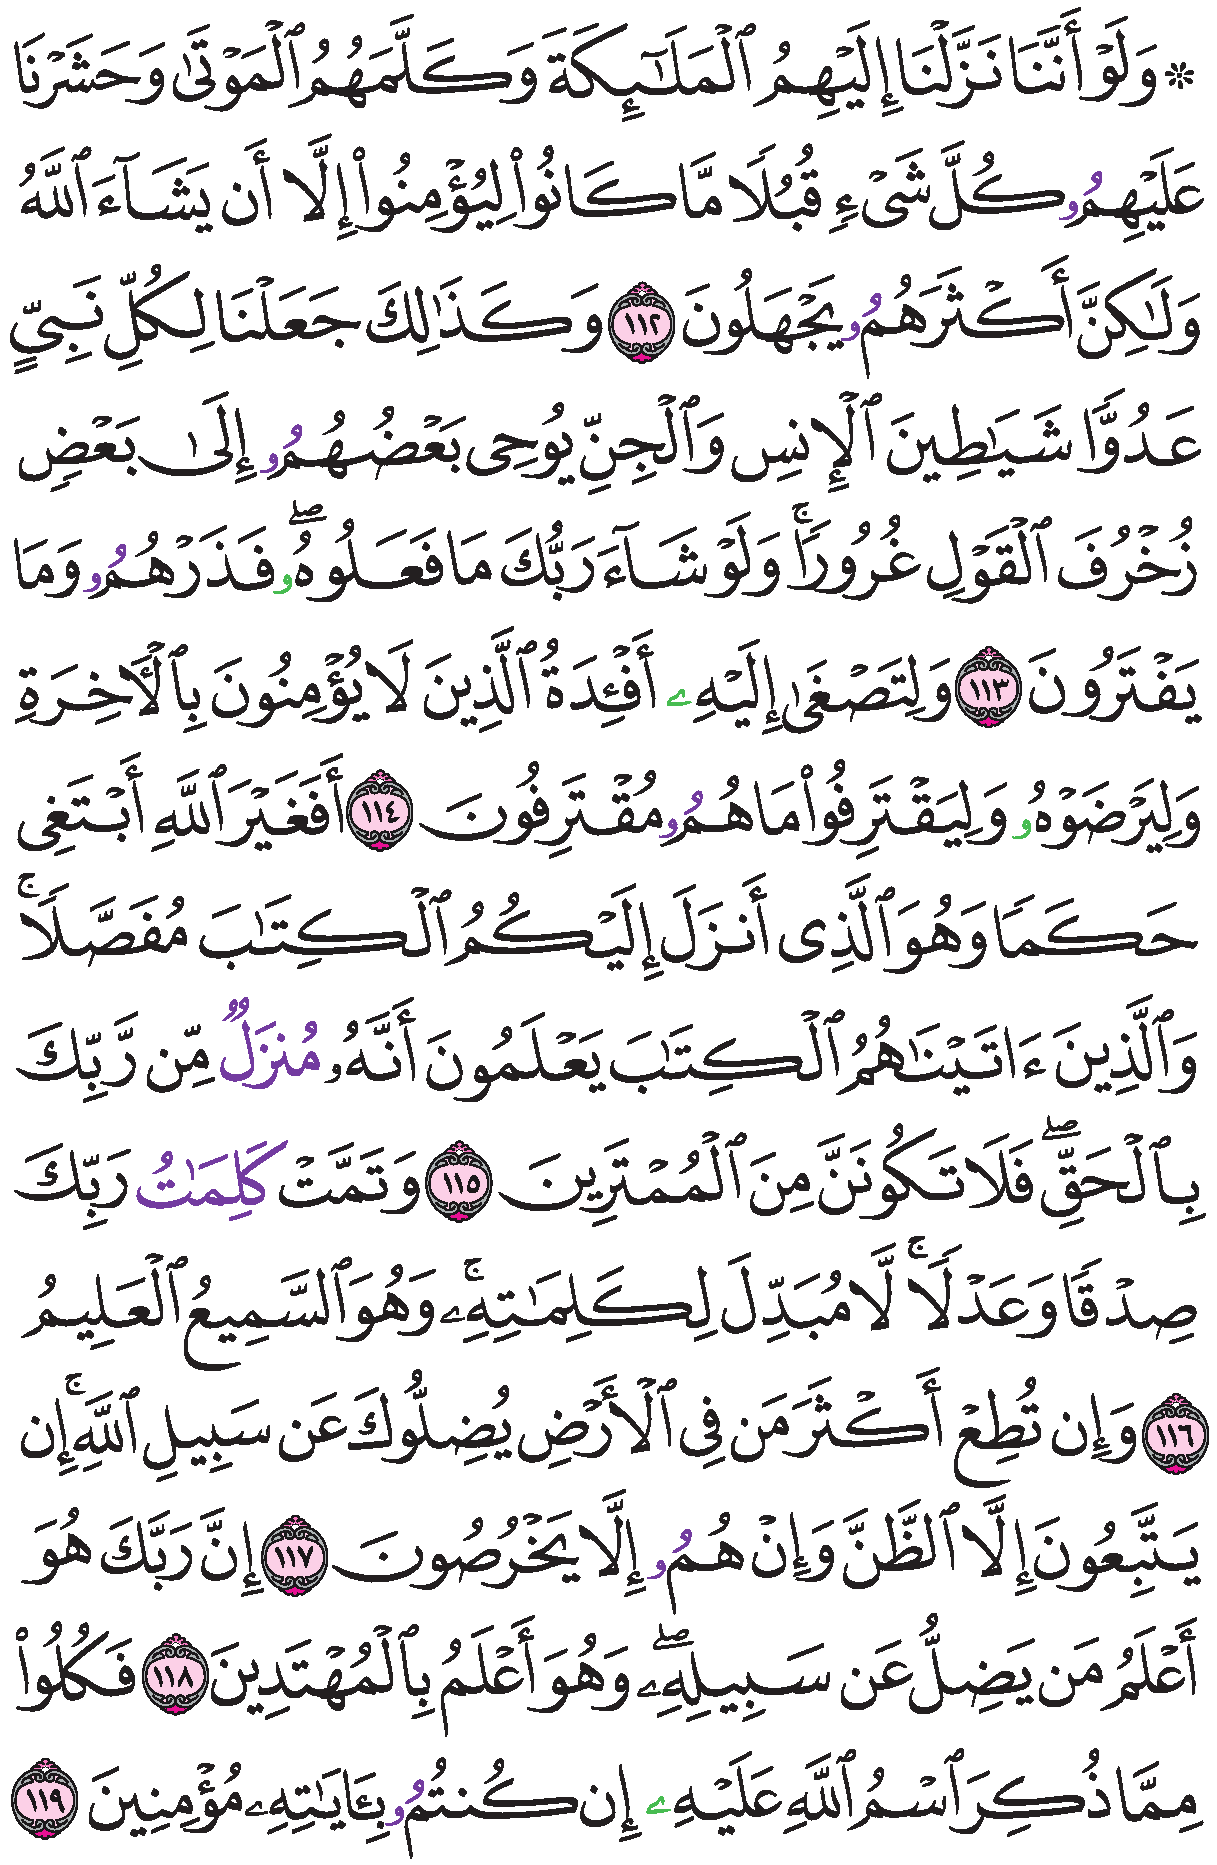 ۞ وَلَوۡ أَنَّنَا نَزَّلۡنَا إِلَيۡهِمُ ٱلۡمَلَـٰٓئِكَةَ وَكَلَّمَهُمُ ٱلۡمَوۡتَىٰ وَحَشَرۡنَا
عَلَيۡهِمُۥ كُلَّ شَىۡءٍ قُبُلًا مَّا كَانُواْ لِيُؤۡمِنُواْ إِلَّا أَن يَشَآءَ ٱللَّهُ
وَلَـٰكِنَّ أَكۡثَرَهُمُۥ يَجۡهَلُونَ ١١٢ وَكَذَٰلِكَ جَعَلۡنَا لِكُلِّ نَبِىٍّ
عَدُوًّا شَيَـٰطِينَ ٱلۡإِنسِ وَٱلۡجِنِّ يُوحِى بَعۡضُهُمُۥ إِلَىٰ بَعۡضٍ
زُخۡرُفَ ٱلۡقَوۡلِ غُرُورًاۚ وَلَوۡ شَآءَ رَبُّكَ مَا فَعَلُوهُۥۖ فَذَرۡهُمُۥ وَمَا
يَفۡتَرُونَ ١١٣ وَلِتَصۡغَىٰ إِلَيۡهِۦ أَفۡـِٔدَةُ ٱلَّذِينَ لَا يُؤۡمِنُونَ بِٱلۡأَخِرَةِ
وَلِيَرۡضَوۡهُۥ وَلِيَقۡتَرِفُواْ مَا هُمُۥ مُقۡتَرِفُونَ ١١٤ أَفَغَيۡرَ ٱللَّهِ أَبۡتَغِى
حَكَمًا وَهُوَ ٱلَّذِى أَنزَلَ إِلَيۡكُمُ ٱلۡكِتَـٰبَ مُفَصَّلًاۚ
وَٱلَّذِينَ ءَاتَيۡنَـٰهُمُ ٱلۡكِتَـٰبَ يَعۡلَمُونَ أَنَّهُۥ مُنزَلٌ مِّن رَّبِّكَ
بِٱلۡحَقِّۖ فَلَا تَكُونَنَّ مِنَ ٱلۡمُمۡتَرِينَ ١١٥ وَتَمَّتۡ كَلِمَـٰتُ رَبِّكَ
صِدۡقًا وَعَدۡلًاۚ لَّا مُبَدِّلَ لِكَلِمَـٰتِهِۦۚ وَهُوَ ٱلسَّمِيعُ ٱلۡعَلِيمُ
١١٦ وَإِن تُطِعۡ أَكۡثَرَ مَن فِى ٱلۡأَرۡضِ يُضِلُّوكَ عَن سَبِيلِ ٱللَّهِۚ إِن
يَتَّبِعُونَ إِلَّا ٱلظَّنَّ وَإِنۡ هُمُۥ إِلَّا يَخۡرُصُونَ ١١٧ إِنَّ رَبَّكَ هُوَ
أَعۡلَمُ مَن يَضِلُّ عَن سَبِيلِهِۦۖ وَهُوَ أَعۡلَمُ بِٱلۡمُهۡتَدِينَ ١١٨ فَكُلُواْ
مِمَّا ذُكِرَ ٱسۡمُ ٱللَّهِ عَلَيۡهِۦ إِن كُنتُمُۥ بِـَٔايَـٰتِهِۦ مُؤۡمِنِينَ ١١٩